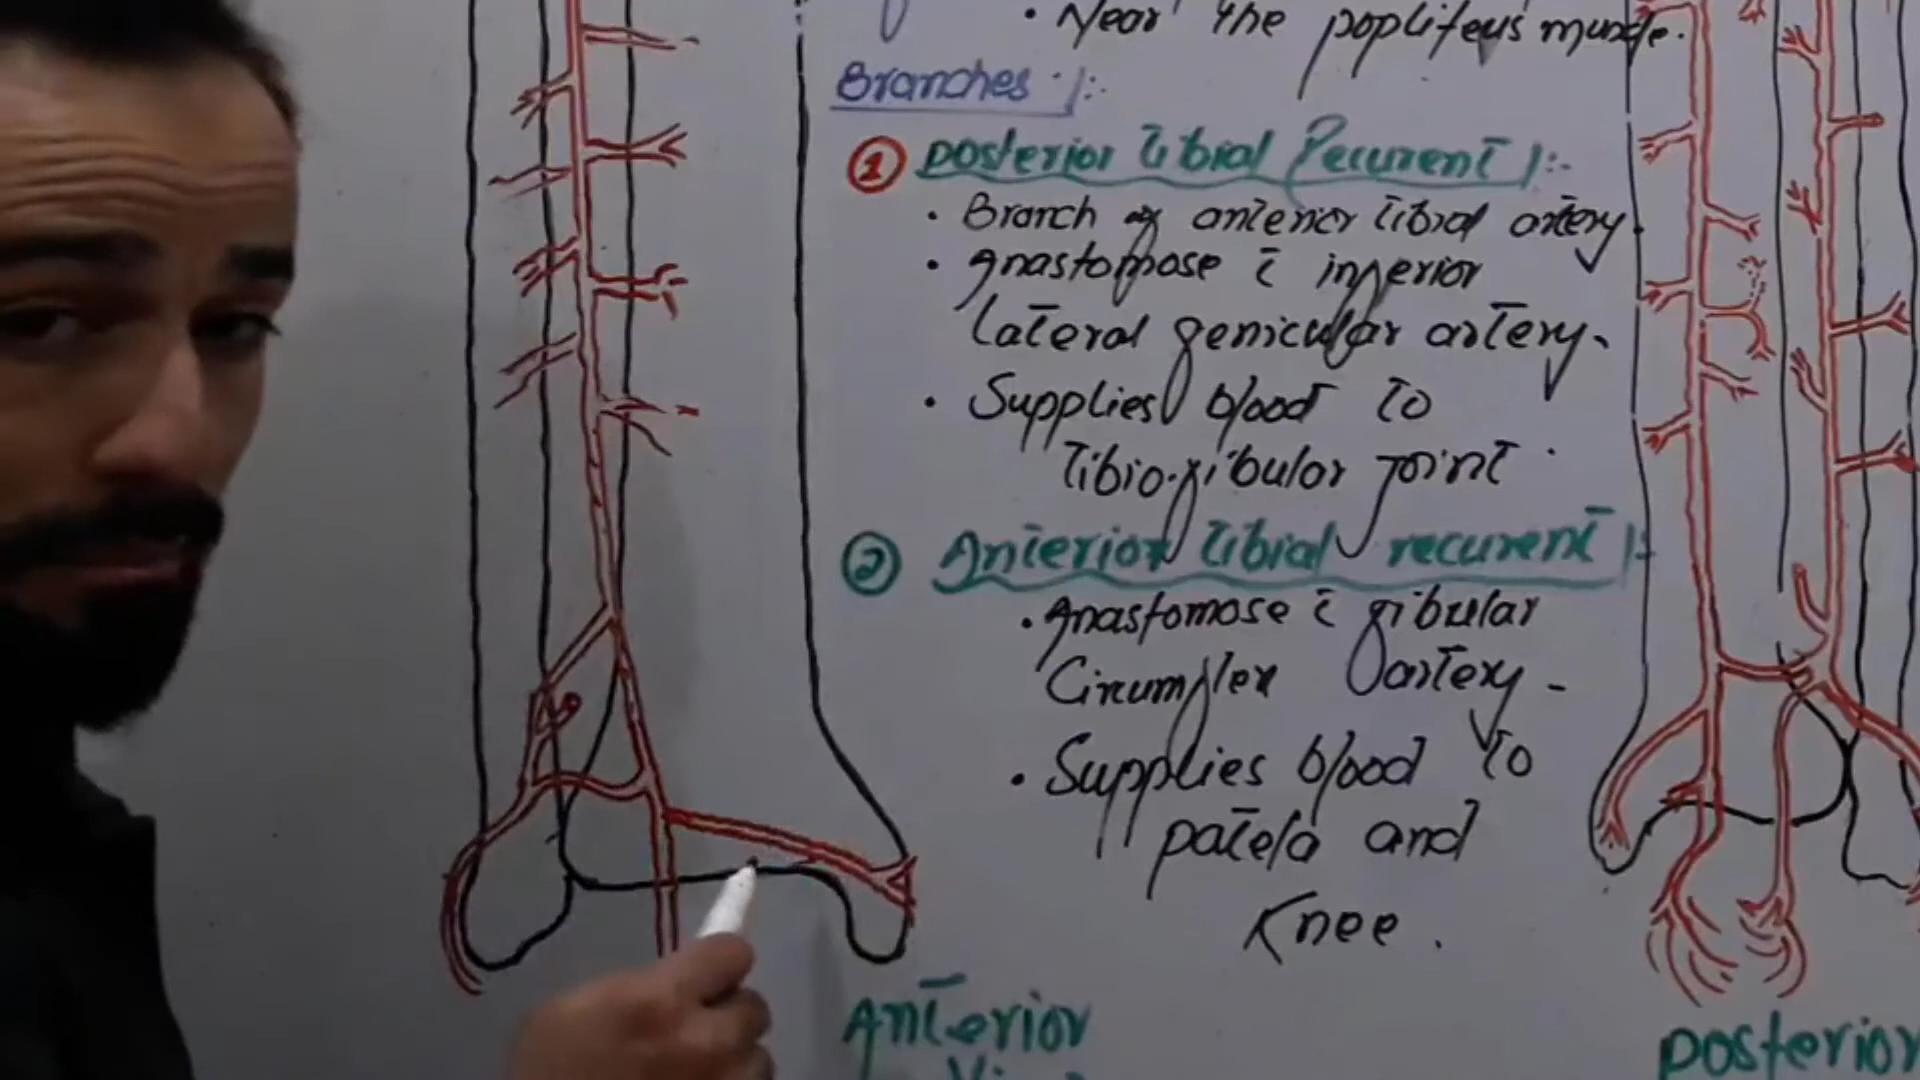 • Near the popliteus muscle.
Branches :-
① Posterior tibial Recurent :-
• Branch of anterior tibial artery.
• Anastomose c̄ inferior
lateral genicular artery.
• Supplies blood to
tibio-fibular joint
② Anterior tibial recurent :-
• Anastomose c̄ fibular
Circumflex artery -
• Supplies blood to
patela and
Knee .
Anterior
posterior